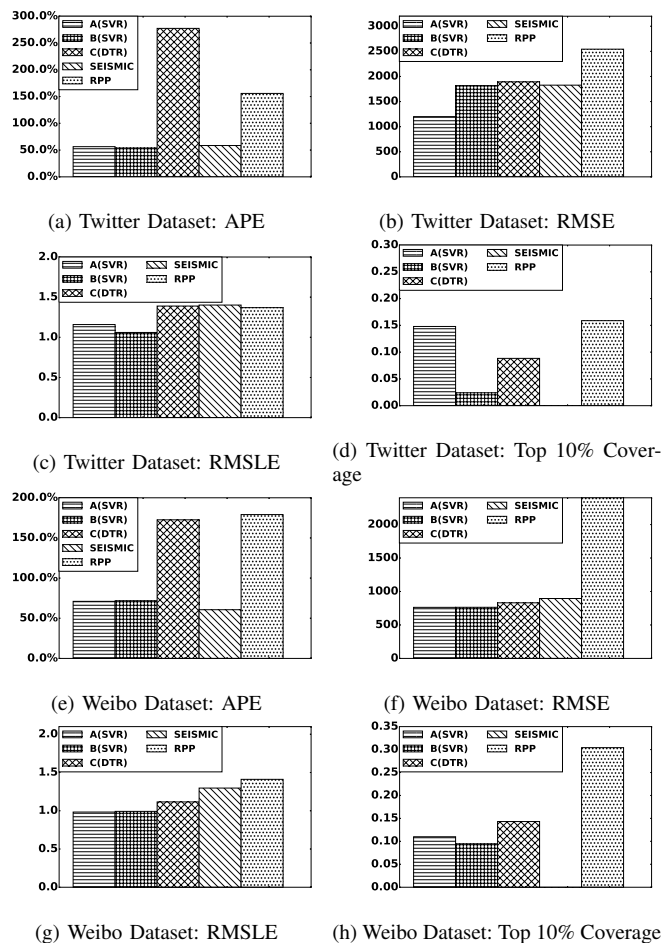 300.0%
250.0%
200.0%
150.0%
100.0%
50.0%
0.0%
A(SVR)
B(SVR)
C(DTR)
SEISMIC
RPP
(a) Twitter Dataset: APE
3000
2500
2000
1500
1000
500
0
A(SVR)
B(SVR)
C(DTR)
SEISMIC
RPP
(b) Twitter Dataset: RMSE
2.0
1.5
1.0
0.5
0.0
A(SVR)
B(SVR)
C(DTR)
SEISMIC
RPP
(c) Twitter Dataset: RMSLE
0.30
0.25
0.20
0.15
0.10
0.05
0.00
A(SVR)
B(SVR)
C(DTR)
SEISMIC
RPP
(d) Twitter Dataset: Top 10% Cover-
age
200.0%
150.0%
100.0%
50.0%
0.0%
A(SVR)
B(SVR)
C(DTR)
SEISMIC
RPP
(e) Weibo Dataset: APE
2000
1500
1000
500
0
A(SVR)
B(SVR)
C(DTR)
SEISMIC
RPP
(f) Weibo Dataset: RMSE
2.0
1.5
1.0
0.5
0.0
A(SVR)
B(SVR)
C(DTR)
SEISMIC
RPP
(g) Weibo Dataset: RMSLE
0.35
0.30
0.25
0.20
0.15
0.10
0.05
0.00
A(SVR)
B(SVR)
C(DTR)
SEISMIC
RPP
(h) Weibo Dataset: Top 10% Coverage